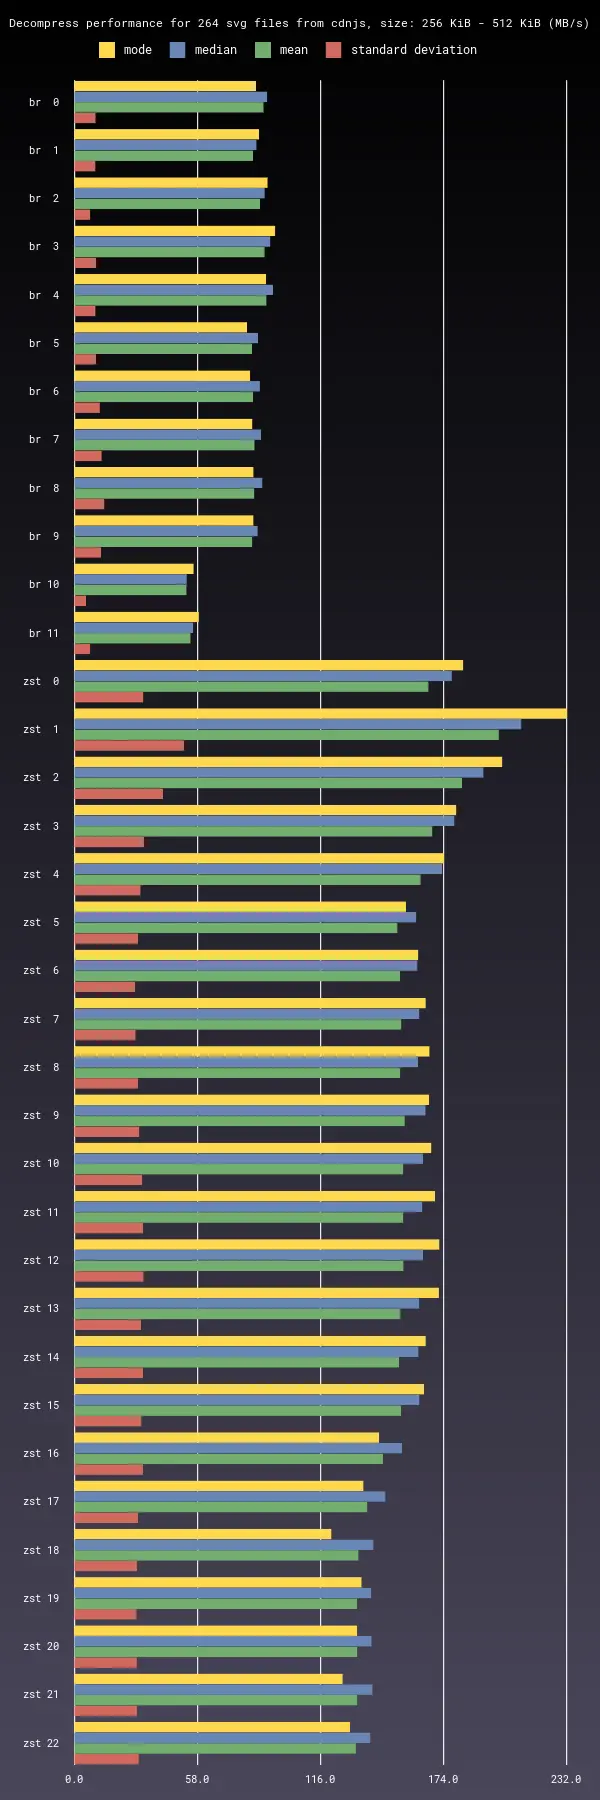 Decompress performance for 264 svg files from cdnjs, size: 256 KiB - 512 KiB (MB/s)
mode median mean standard deviation
br 0
br 1
br 2
br 3
br 4
br 5
br 6
br 7
br 8
br 9
br 10
br 11
zst 0
zst 1
zst 2
zst 3
zst 4
zst 5
zst 6
zst 7
zst 8
zst 9
zst 10
zst 11
zst 12
zst 13
zst 14
zst 15
zst 16
zst 17
zst 18
zst 19
zst 20
zst 21
zst 22
0.0 58.0 116.0 174.0 232.0